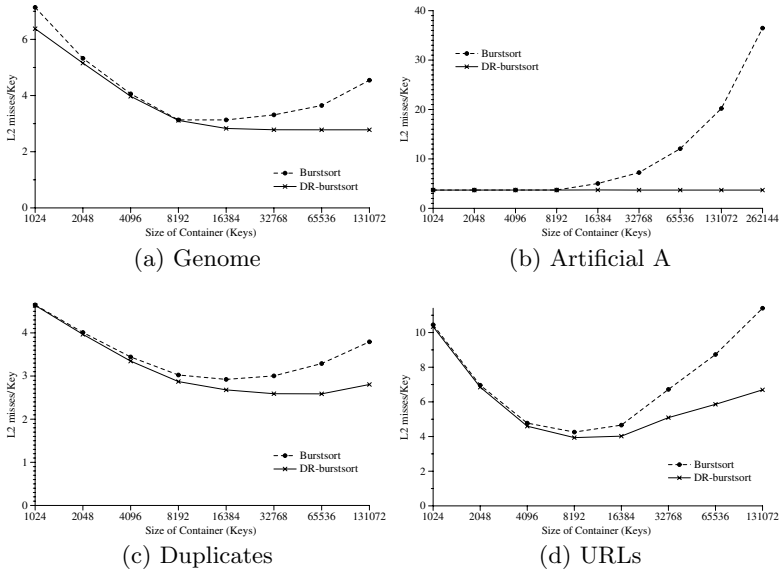 6
4
2
0
L2 misses/Key
Burstsort
DR-burstsort
1024 2048 4096 8192 16384 32768 65536 131072
Size of Container (Keys)
(a) Genome
40
30
20
10
0
L2 misses/Key
Burstsort
DR-burstsort
1024 2048 4096 8192 16384 32768 65536 131072 262144
Size of Container (Keys)
(b) Artificial A
4
3
2
1
0
L2 misses/Key
Burstsort
DR-burstsort
1024 2048 4096 8192 16384 32768 65536 131072
Size of Container (Keys)
(c) Duplicates
10
8
6
4
2
0
L2 misses/Key
Burstsort
DR-burstsort
1024 2048 4096 8192 16384 32768 65536 131072
Size of Container (Keys)
(d) URLs